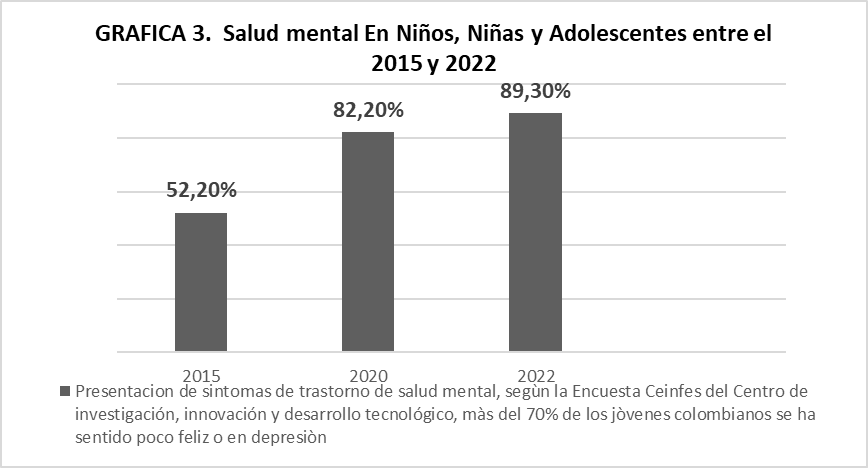 GRAFICA 3.  Salud mental En Niños, Niñas y Adolescentes entre el
2015 y 2022
89,30%
82,20%
52,20%
2015
2020
2022
Presentacion de sintomas de trastorno de salud mental, segùn la Encuesta Ceinfes del Centro de
investigación, innovación y desarrollo tecnológico, màs del 70% de los jòvenes colombianos se ha
sentido poco feliz o en depresiòn